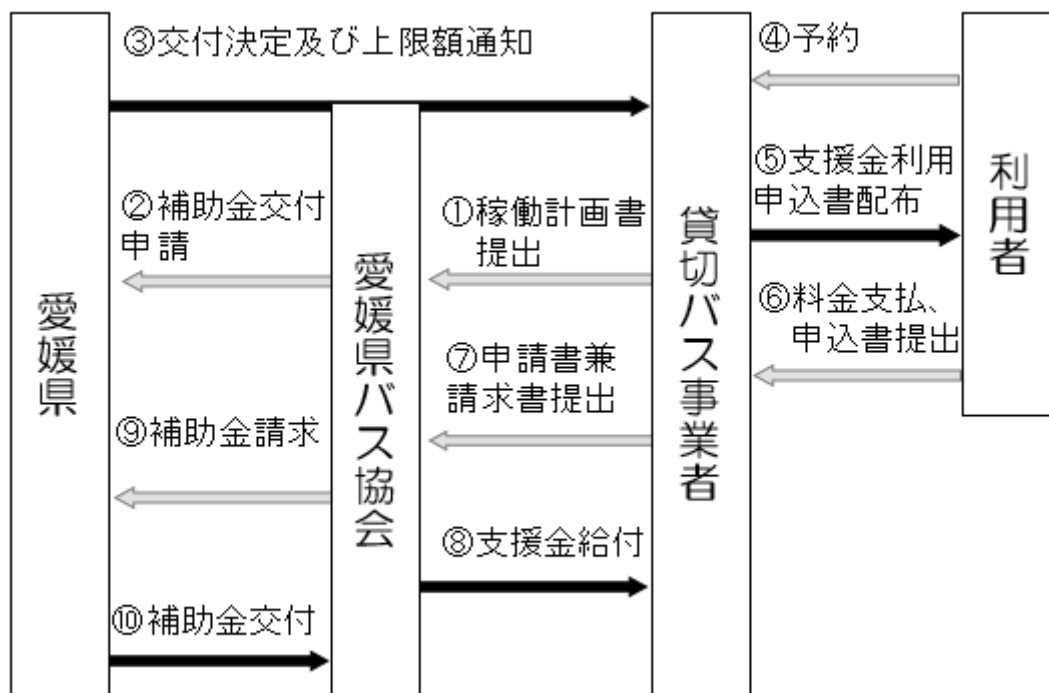 ③交付決定及び上限額通知
④予約
⑤支援金利用
申込書配布
②補助金交付
申請
①稼働計画書
提出
⑥料金支払、
申込書提出
⑦申請書兼
請求書提出
⑨補助金請求
⑧支援金給付
⑩補助金交付
愛媛県
愛媛県バス協会
貸切バス事業者
利用者